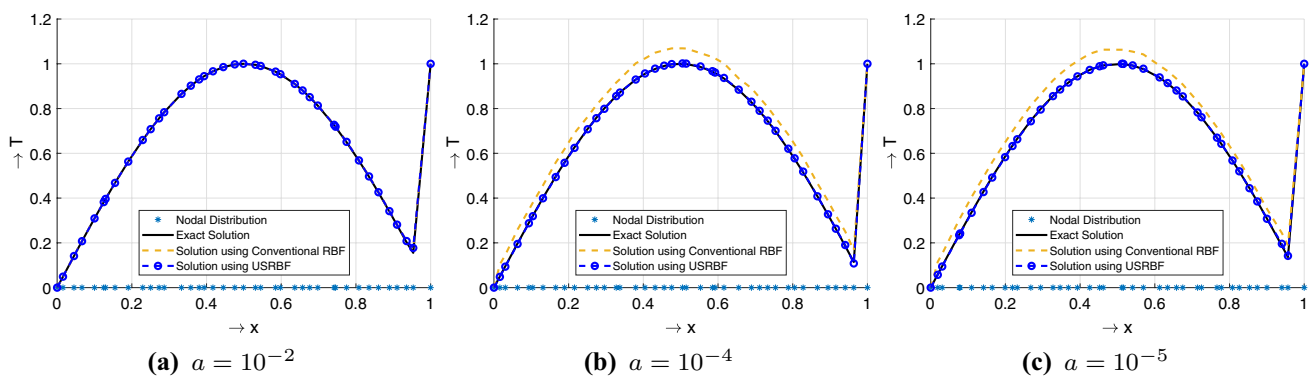 1.2
1
0.8
0.6
0.4
0.2
0
→ T
Nodal Distribution
Exact Solution
Solution using Conventional RBF
Solution using USRBF
0 0.2 0.4 0.6 0.8 1
→ x
(a) a = 10⁻²
1.2
1
0.8
0.6
0.4
0.2
0
→ T
Nodal Distribution
Exact Solution
Solution using Conventional RBF
Solution using USRBF
0 0.2 0.4 0.6 0.8 1
→ x
(b) a = 10⁻⁴
1.2
1
0.8
0.6
0.4
0.2
0
→ T
Nodal Distribution
Exact Solution
Solution using Conventional RBF
Solution using USRBF
0 0.2 0.4 0.6 0.8 1
→ x
(c) a = 10⁻⁵